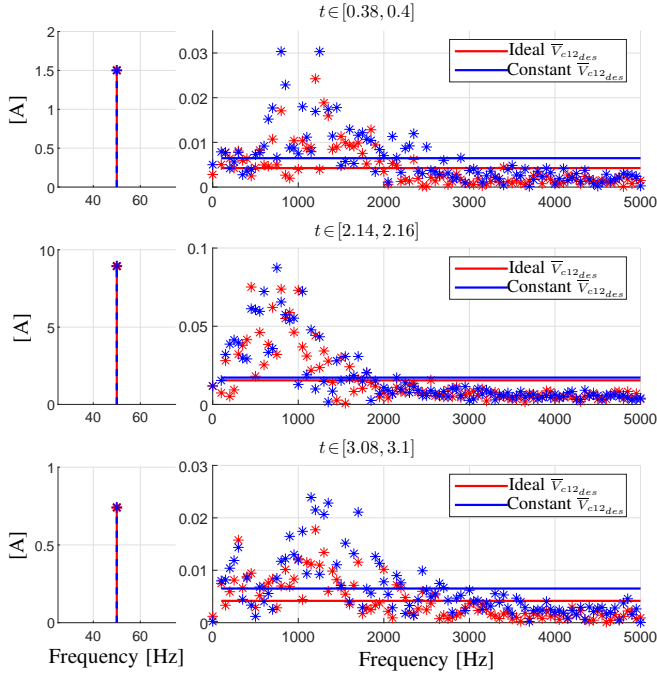 t∈[0.38, 0.4]
[A]
2
1.5
1
0.5
0
40 60
0.03
0.02
0.01
0
0 1000 2000 3000 4000 5000
Ideal V̅c12des
Constant V̅c12des
t∈[2.14, 2.16]
[A]
10
5
0
40 60
0.1
0.05
0
0 1000 2000 3000 4000 5000
Ideal V̅c12des
Constant V̅c12des
t∈[3.08, 3.1]
[A]
1
0.5
0
40 60
Frequency [Hz]
0.03
0.02
0.01
0
0 1000 2000 3000 4000 5000
Frequency [Hz]
Ideal V̅c12des
Constant V̅c12des